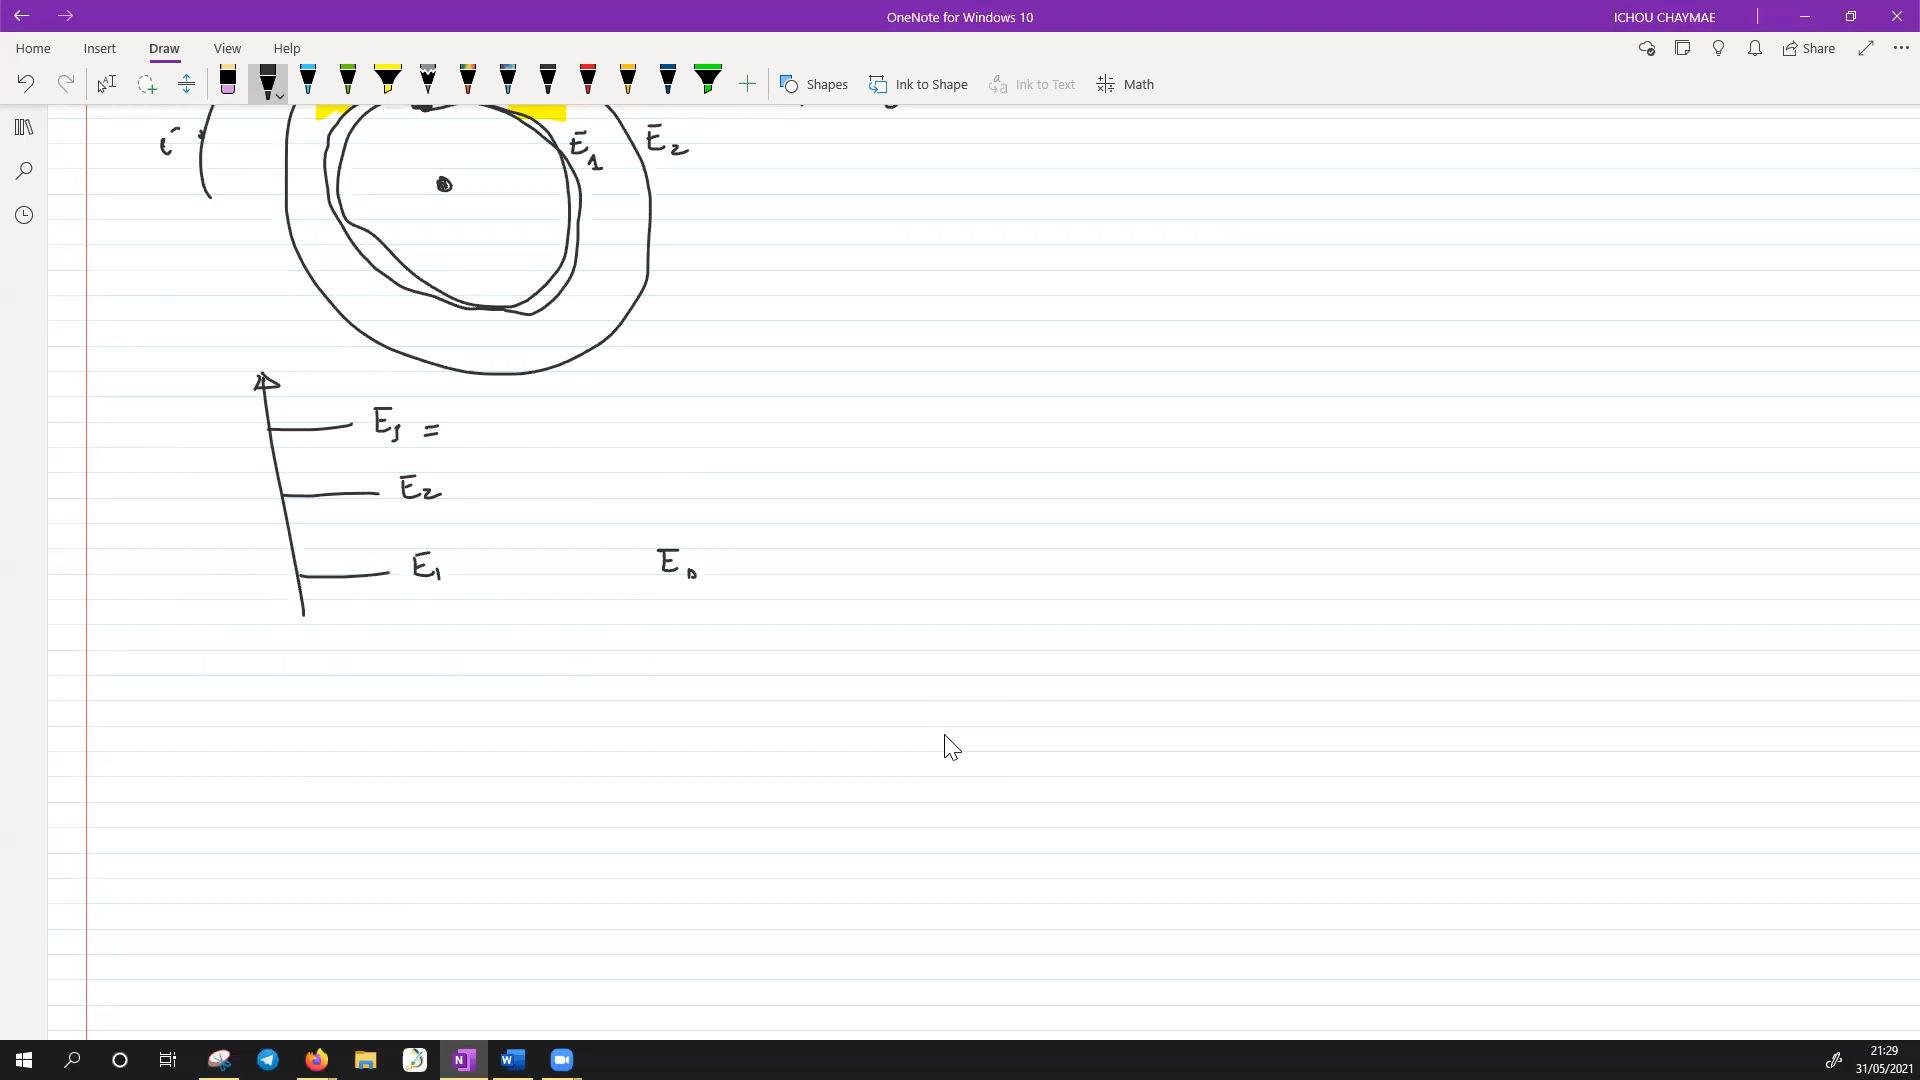 OneNote for Windows 10
ICHOU CHAYMAE
Home Insert Draw View Help
Share
Shapes Ink to Shape Ink to Text Math
E1 E2
E3 =
E2
E1
E
21:29
31/05/2021